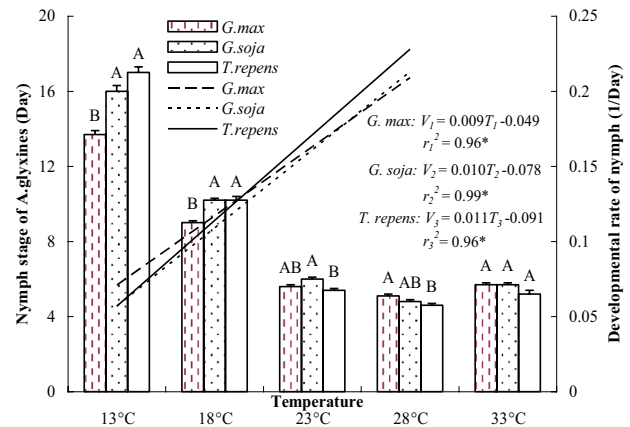 20
16
12
8
4
0
Nymph stage of A.glyxines (Day)
G.max
G.soja
T.repens
G.max
G.soja
T.repens
B A A
B A A
AB A B
A AB B
A A A
G. max: V1 = 0.009T1 -0.049
r1² = 0.96*
G. soja: V2 = 0.010T2 -0.078
r2² = 0.99*
T. repens: V3 = 0.011T3 -0.091
r3² = 0.96*
0.25
0.2
0.15
0.1
0.05
0
Developmental rate of nymph (1/Day)
Temperature
13°C 18°C 23°C 28°C 33°C